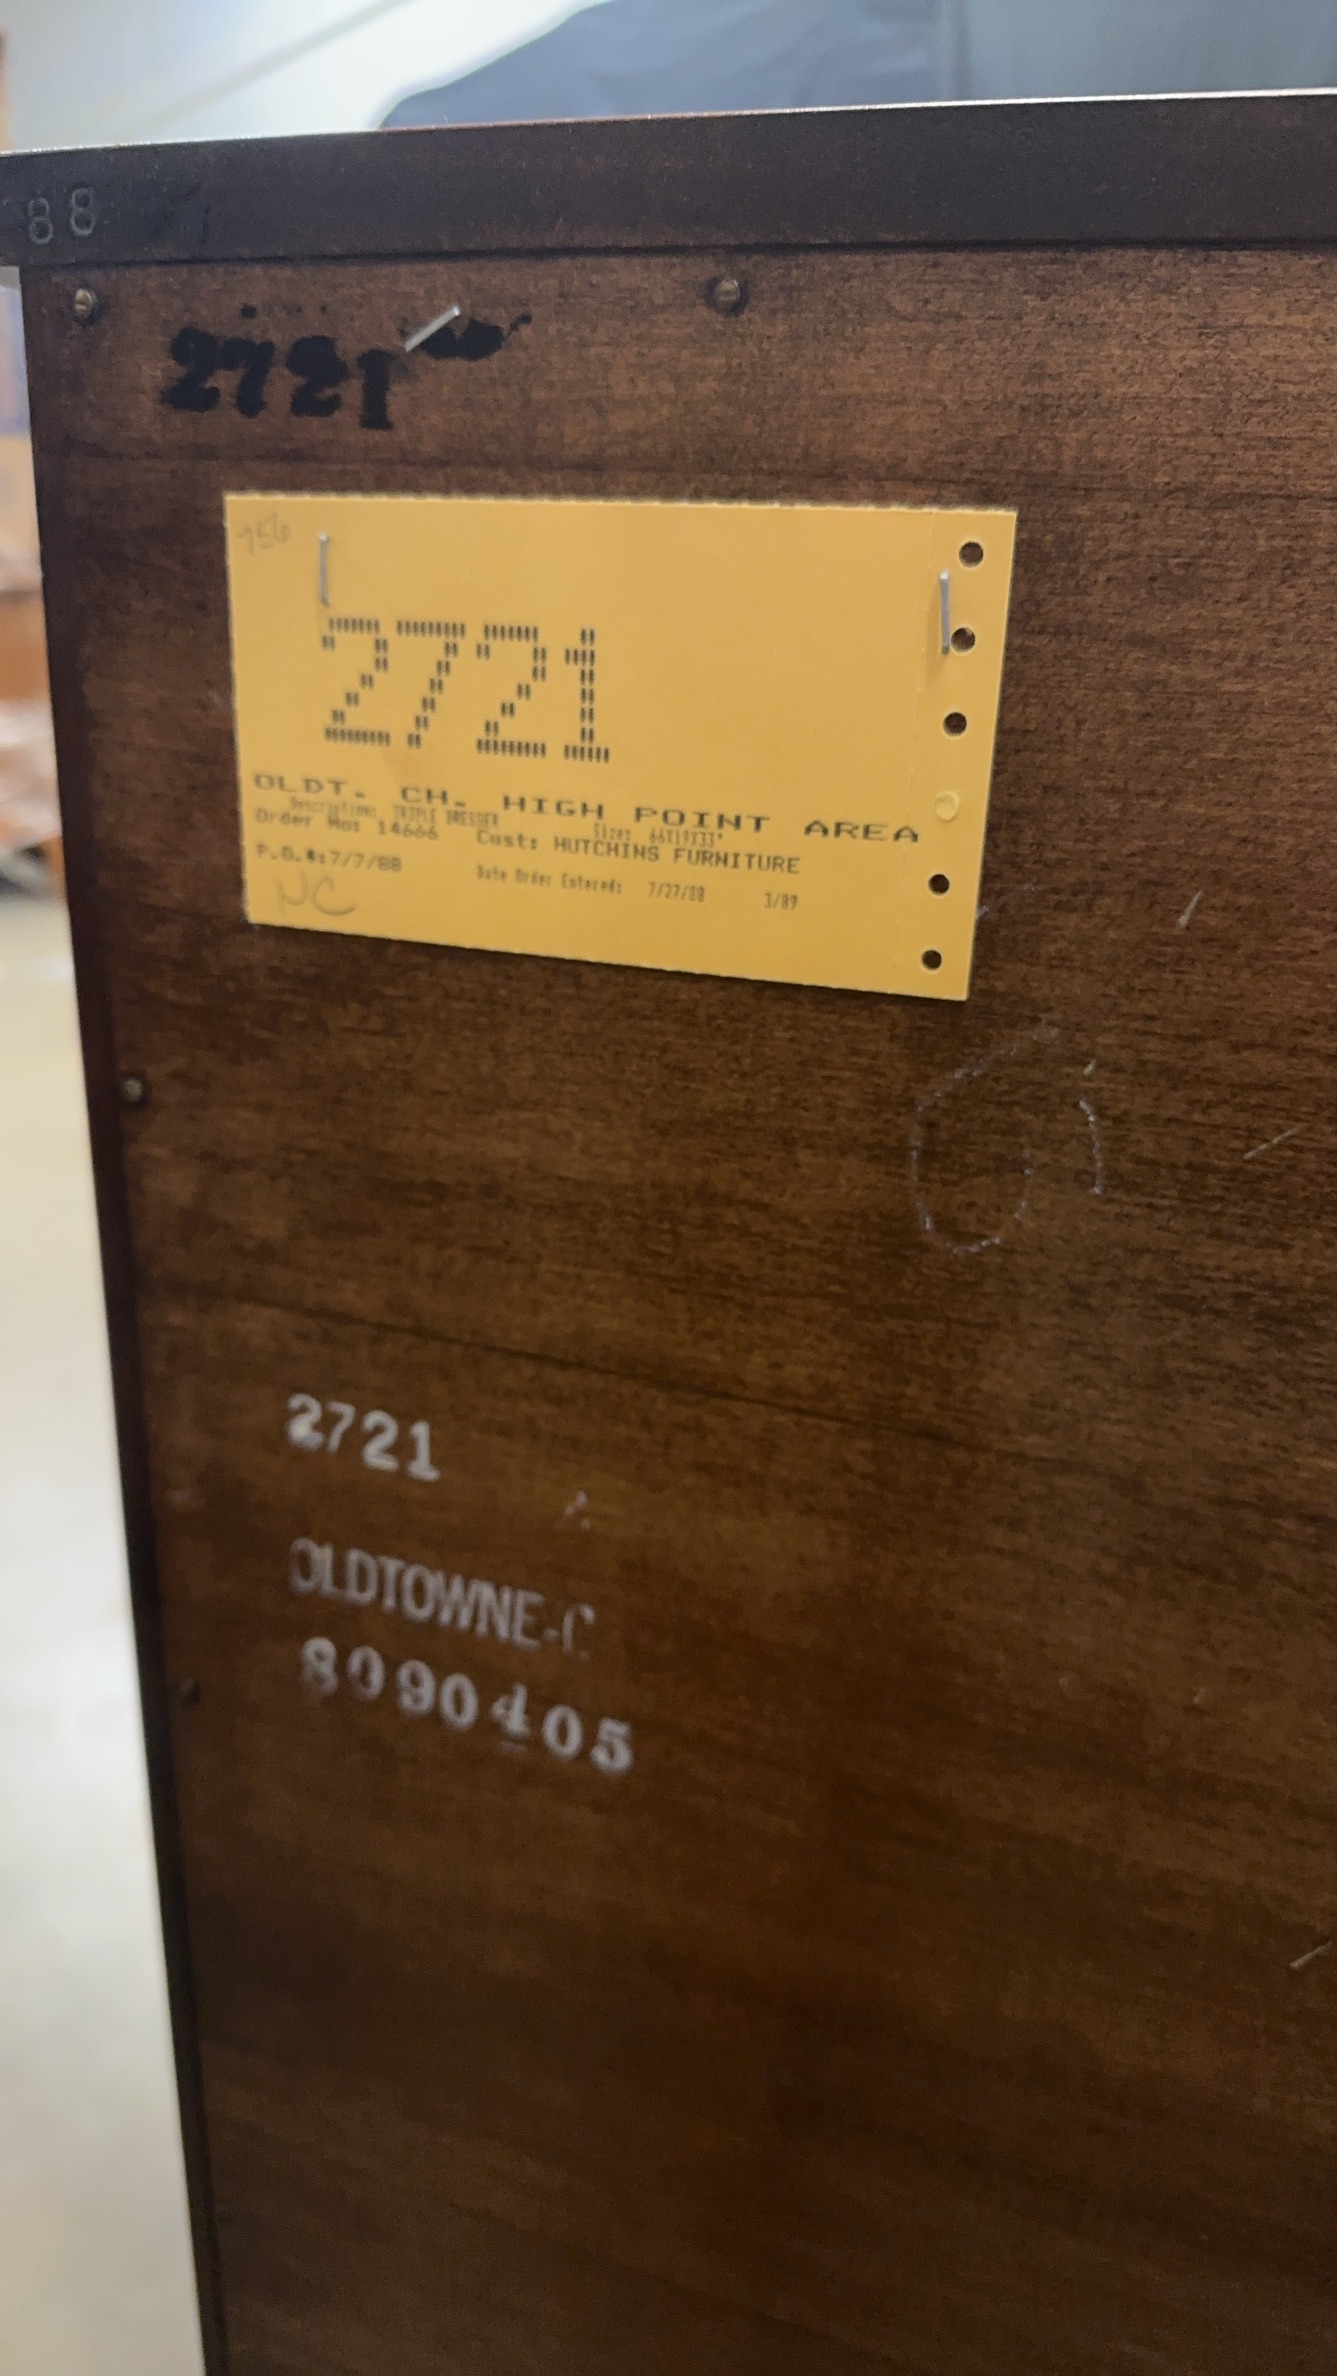 88
2721
756
2721
OLDT. CH. HIGH POINT AREA
Description: TRIPLE DRESSER Size: 66X19X33"
Order No: 14666 Cust: HUTCHINS FURNITURE
P.O.#:7/7/88 Date Order Entered: 7/27/88 3/89
NC
2721
OLDTOWNE-C
8090405